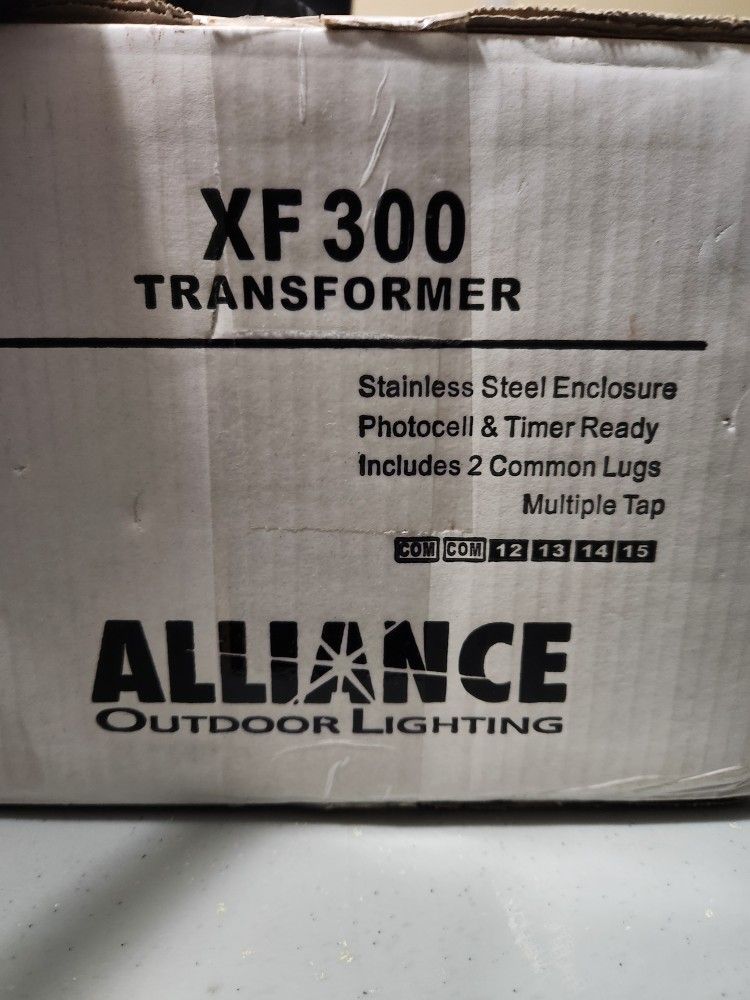 XF 300
TRANSFORMER
Stainless Steel Enclosure
Photocell & Timer Ready
Includes 2 Common Lugs
Multiple Tap
COM COM 12 13 14 15
ALLIANCE
OUTDOOR LIGHTING